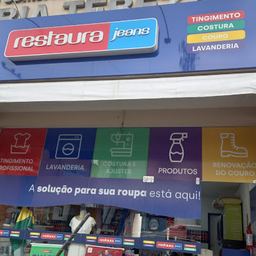 restaura jeans
TINGIMENTO
COSTURA
COURO
LAVANDERIA
TINGIMENTO
PROFISSIONAL
LAVANDERIA
COSTURA E
AJUSTES
PRODUTOS
RENOVAÇÃO
DO COURO
A solução para sua roupa está aqui!